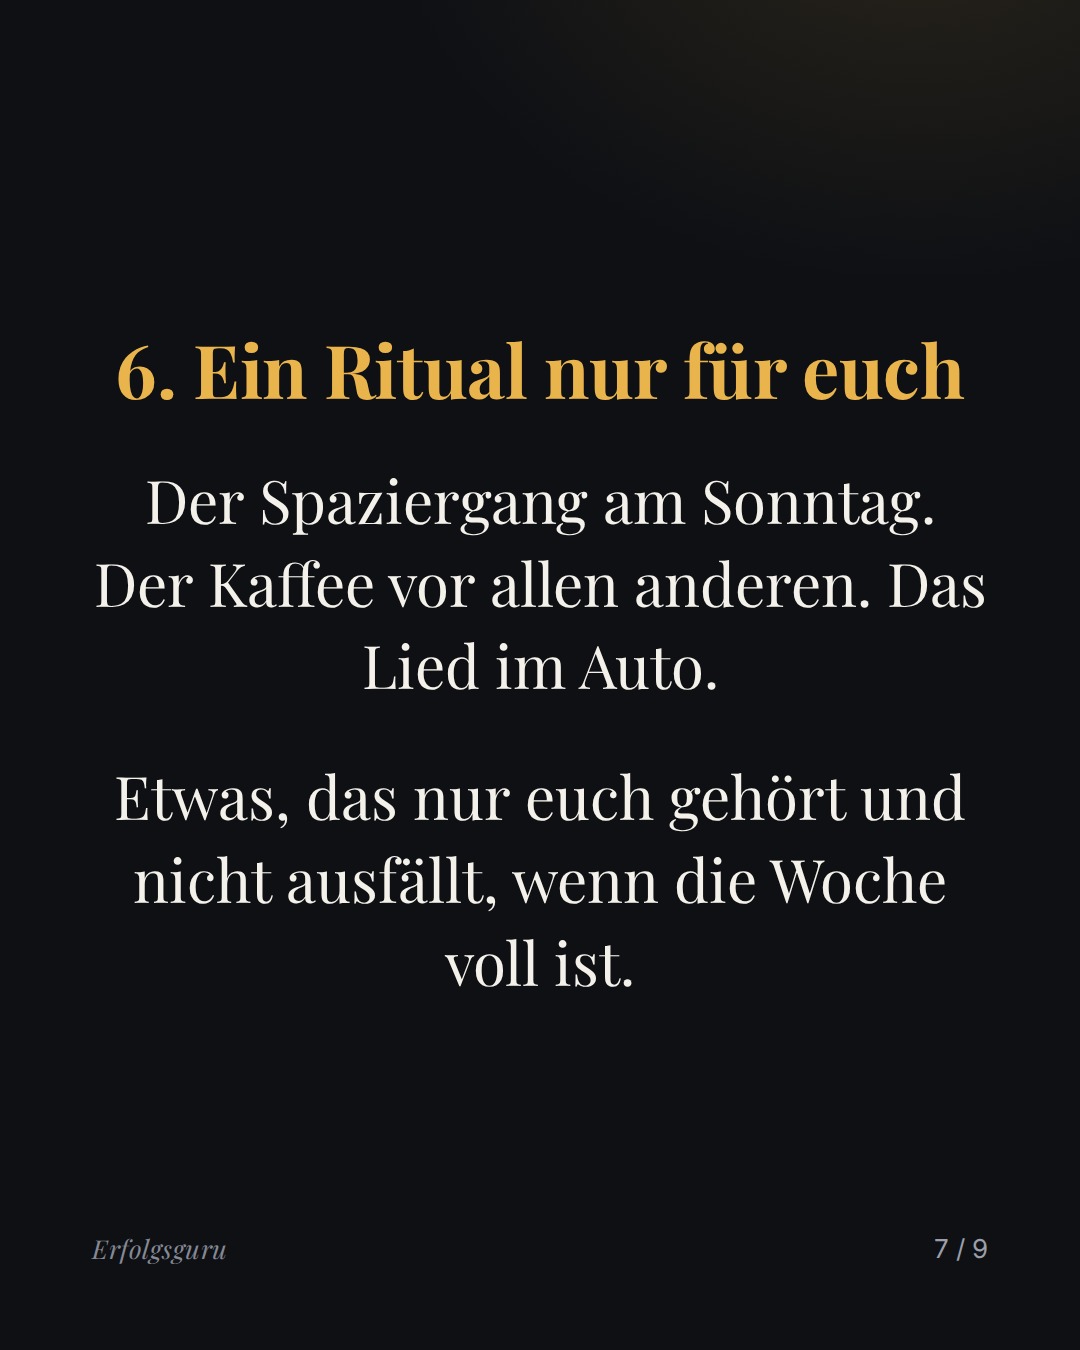 6. Ein Ritual nur für euch
Der Spaziergang am Sonntag.
Der Kaffee vor allen anderen. Das
Lied im Auto.
Etwas, das nur euch gehört und
nicht ausfällt, wenn die Woche
voll ist.
Erfolgsguru
7 / 9